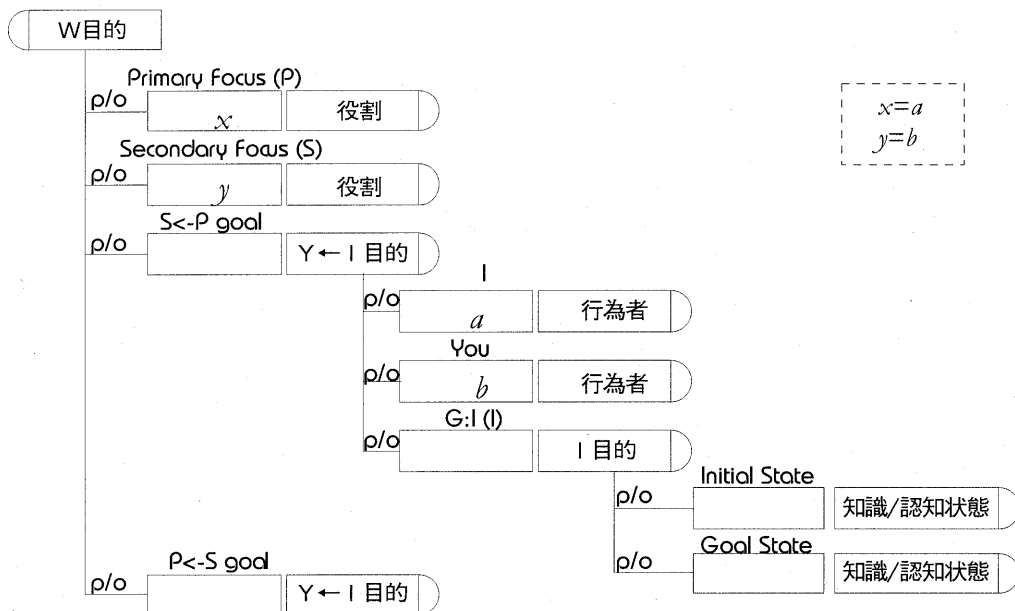 W目的
Primary Focus (P)
p/o
x
役割
x=a
y=b
Secondary Focus (S)
p/o
y
役割
S<-P goal
p/o
Y←I 目的
I
p/o
a
行為者
You
p/o
b
行為者
G:I (I)
p/o
I 目的
Initial State
p/o
知識/認知状態
Goal State
p/o
知識/認知状態
P<-S goal
p/o
Y←I 目的